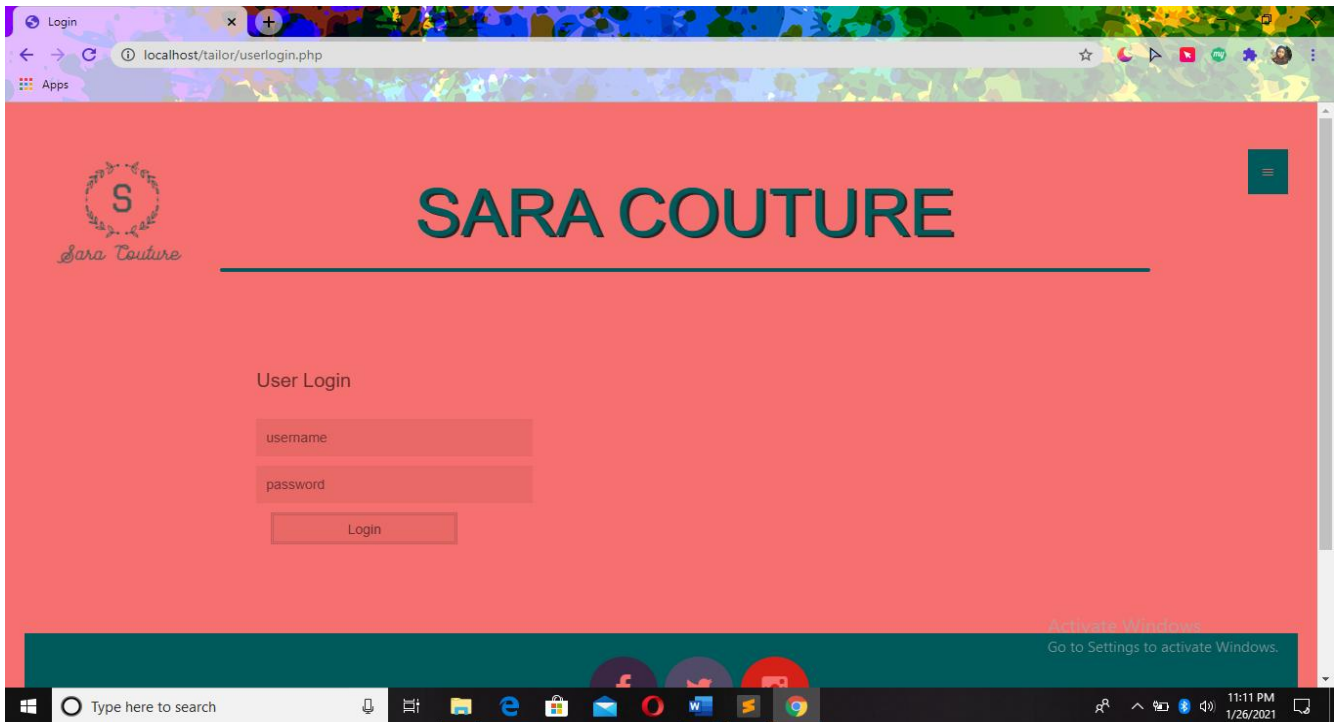 Login
localhost/tailor/userlogin.php
my
Apps
S
Sara Couture
SARA COUTURE
User Login
username
password
Login
Activate Windows
Go to Settings to activate Windows.
Type here to search
11:11 PM
1/26/2021